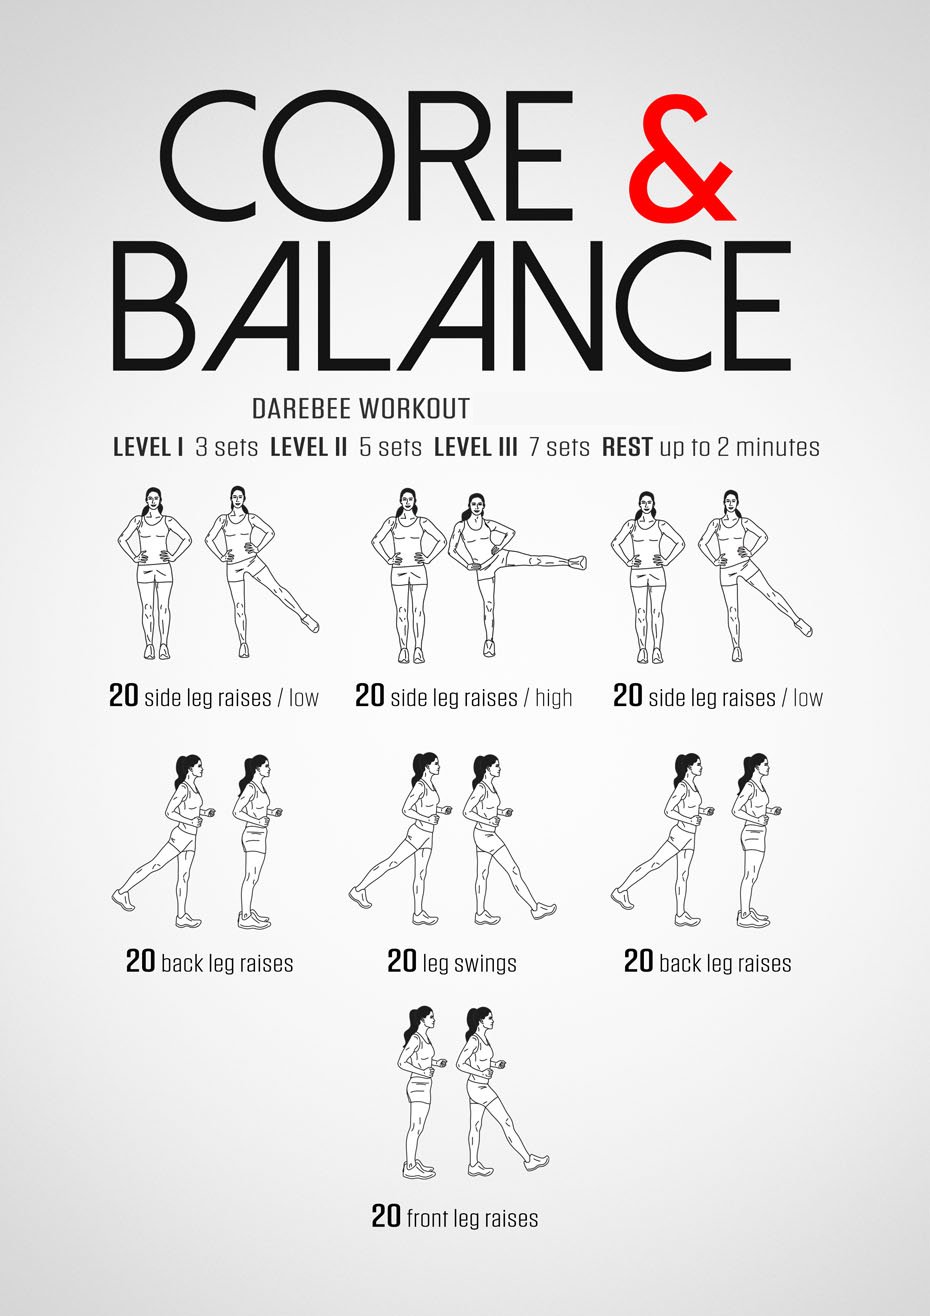 CORE &
BALANCE
DAREBEE WORKOUT
LEVEL I 3 sets LEVEL II 5 sets LEVEL III 7 sets REST up to 2 minutes
20 side leg raises / low
20 side leg raises / high
20 side leg raises / low
20 back leg raises
20 leg swings
20 back leg raises
20 front leg raises